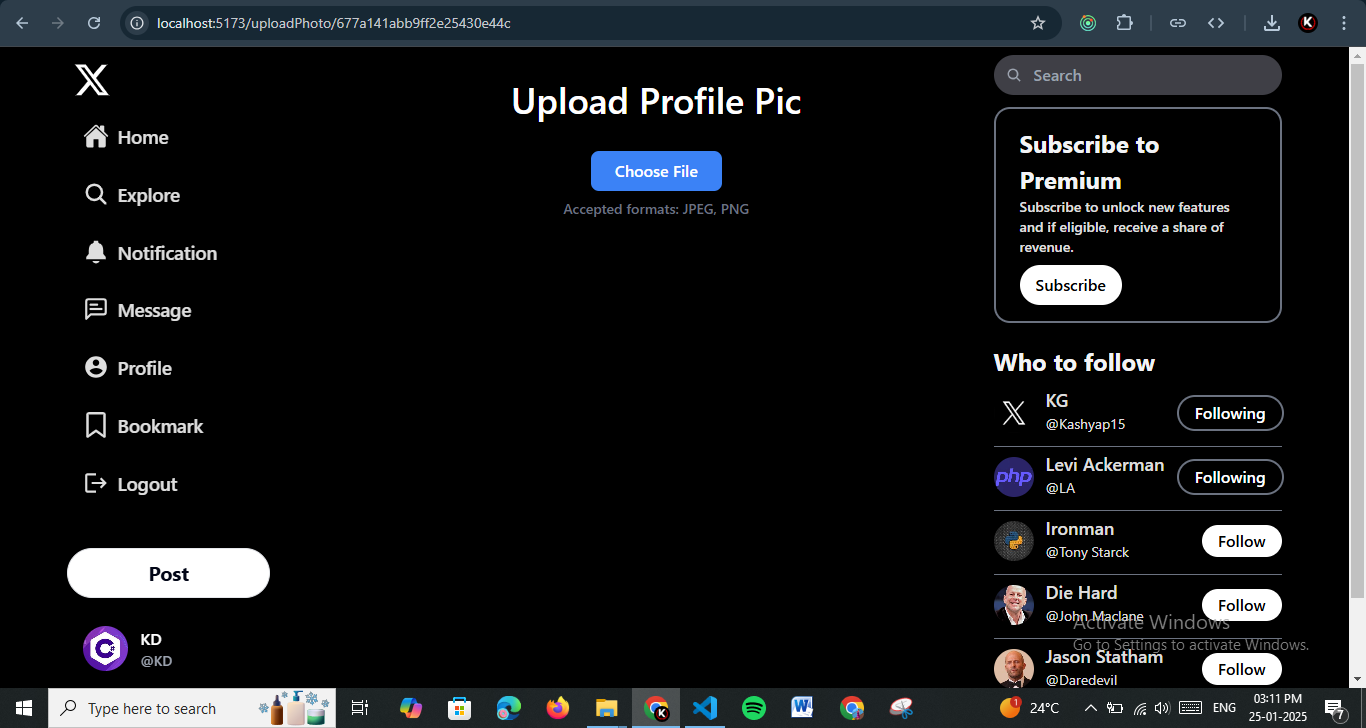 localhost:5173/uploadPhoto/677a141abb9ff2e25430e44c
K
X
Home
Explore
Notification
Message
Profile
Bookmark
Logout
Post
C#
KD
@KD
Upload Profile Pic
Choose File
Accepted formats: JPEG, PNG
Search
Subscribe to
Premium
Subscribe to unlock new features
and if eligible, receive a share of
revenue.
Subscribe
Who to follow
X
KG
@Kashyap15
Following
php
Levi Ackerman
@LA
Following
Ironman
@Tony Starck
Follow
Die Hard
@John Maclane
Follow
Jason Statham
@Daredevil
Follow
Activate Windows
Go to Settings to activate Windows.
Type here to search
K
W
1
24°C
ENG
03:11 PM
25-01-2025
7